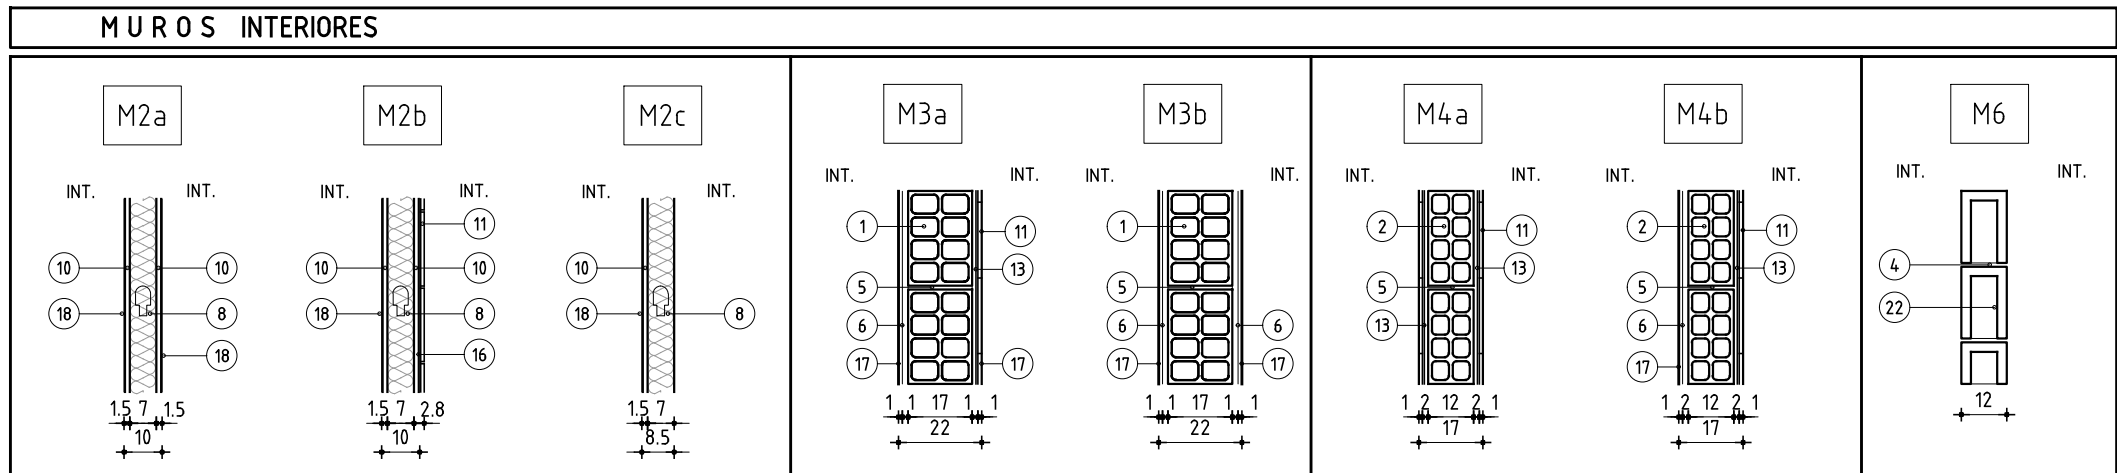 MUROS INTERIORES
M2a M2b M2c M3a M3b M4a M4b M6
INT. INT. INT. INT. INT. INT. INT. INT. INT. INT. INT. INT. INT. INT. INT. INT.
11 1 11 1 2 11 2 11
10 10 10 10 10 13 13 13 4
5 5 5 5
18 8 18 8 18 8 6 6 6 13 6 22
18 16 17 17 17 17 17
1.5 7 1.5 1.5 7 2.8 1.5 7 1 1 17 1 1 1 1 17 1 1 1 2 12 2 1 1 2 12 2 1 12
10 10 8.5 22 22 17 17